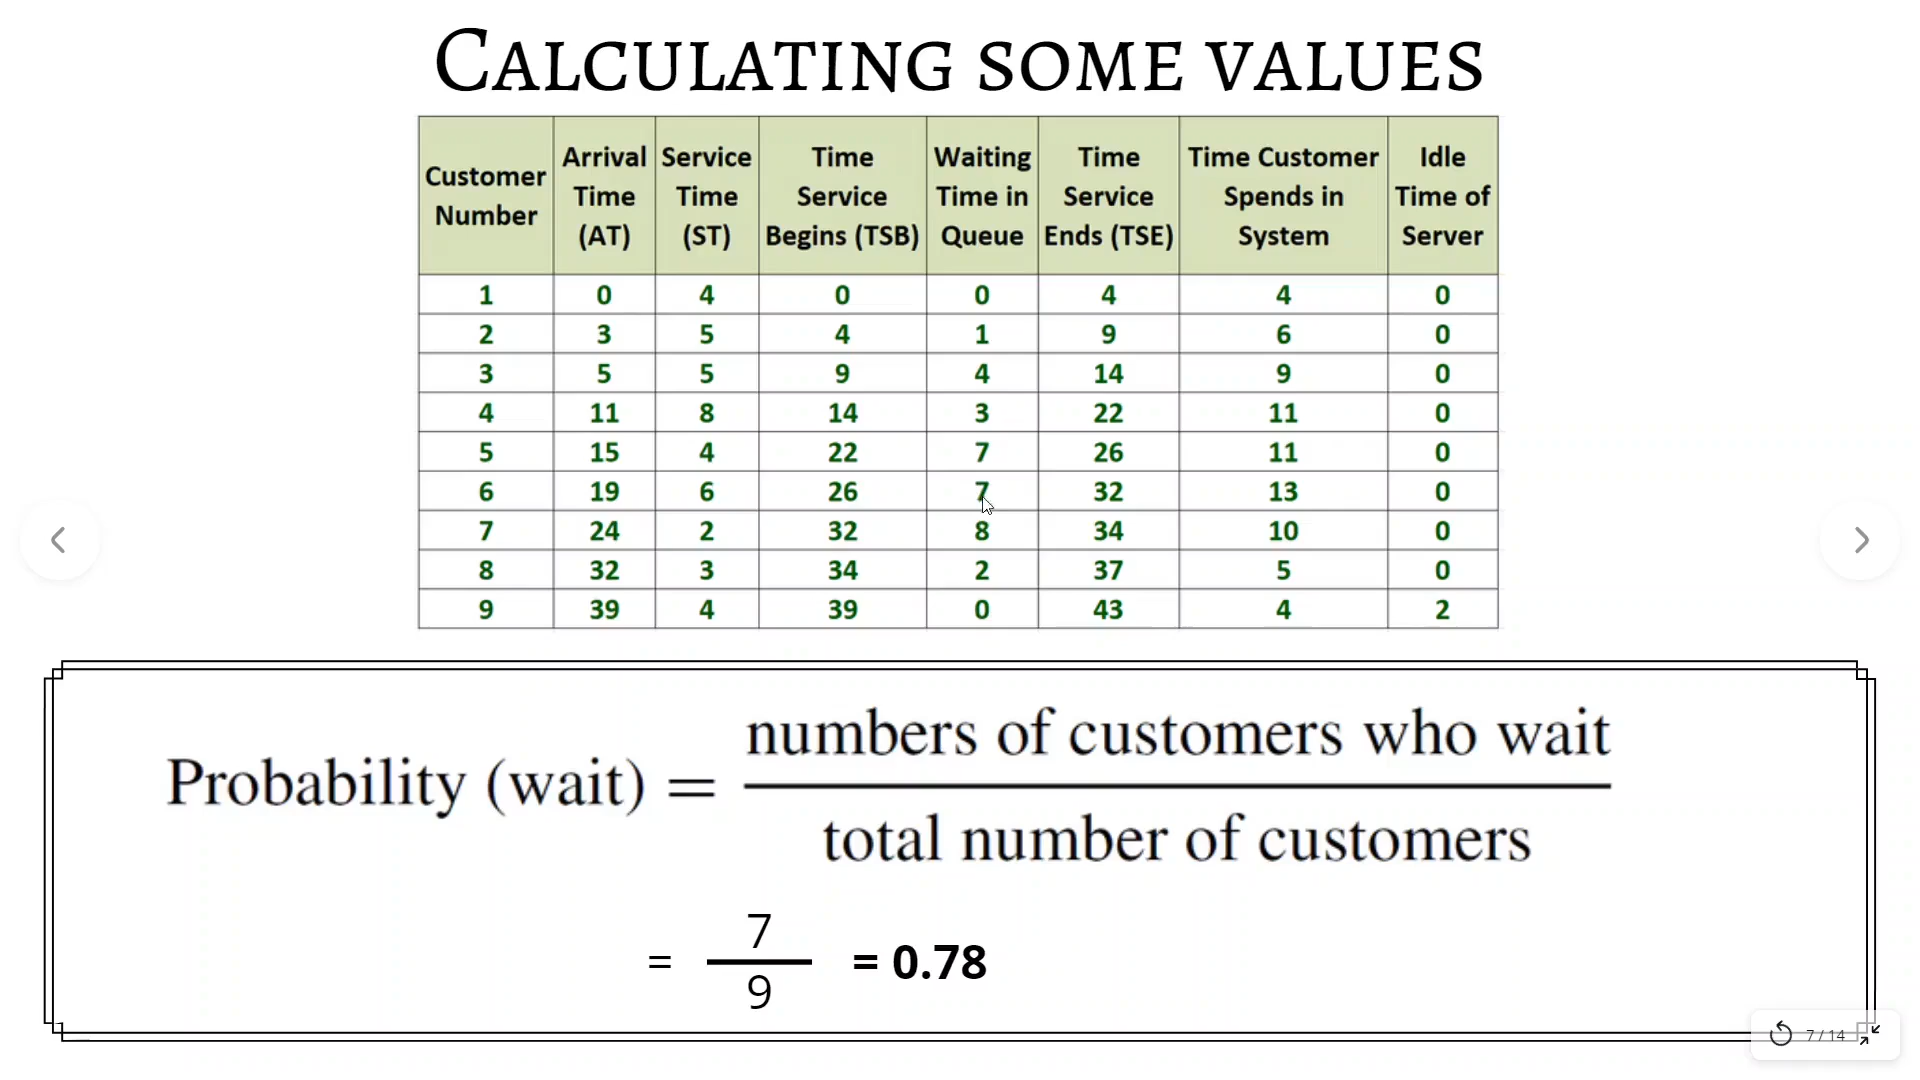 CALCULATING SOME VALUES
Customer Number Arrival Time (AT) Service Time (ST) Time Service Begins (TSB) Waiting Time in Queue Time Service Ends (TSE) Time Customer Spends in System Idle Time of Server
1 0 4 0 0 4 4 0
2 3 5 4 1 9 6 0
3 5 5 9 4 14 9 0
4 11 8 14 3 22 11 0
5 15 4 22 7 26 11 0
6 19 6 26 7 32 13 0
7 24 2 32 8 34 10 0
8 32 3 34 2 37 5 0
9 39 4 39 0 43 4 2
numbers of customers who wait
Probability (wait) =
total number of customers
7
= = 0.78
9
7 / 14